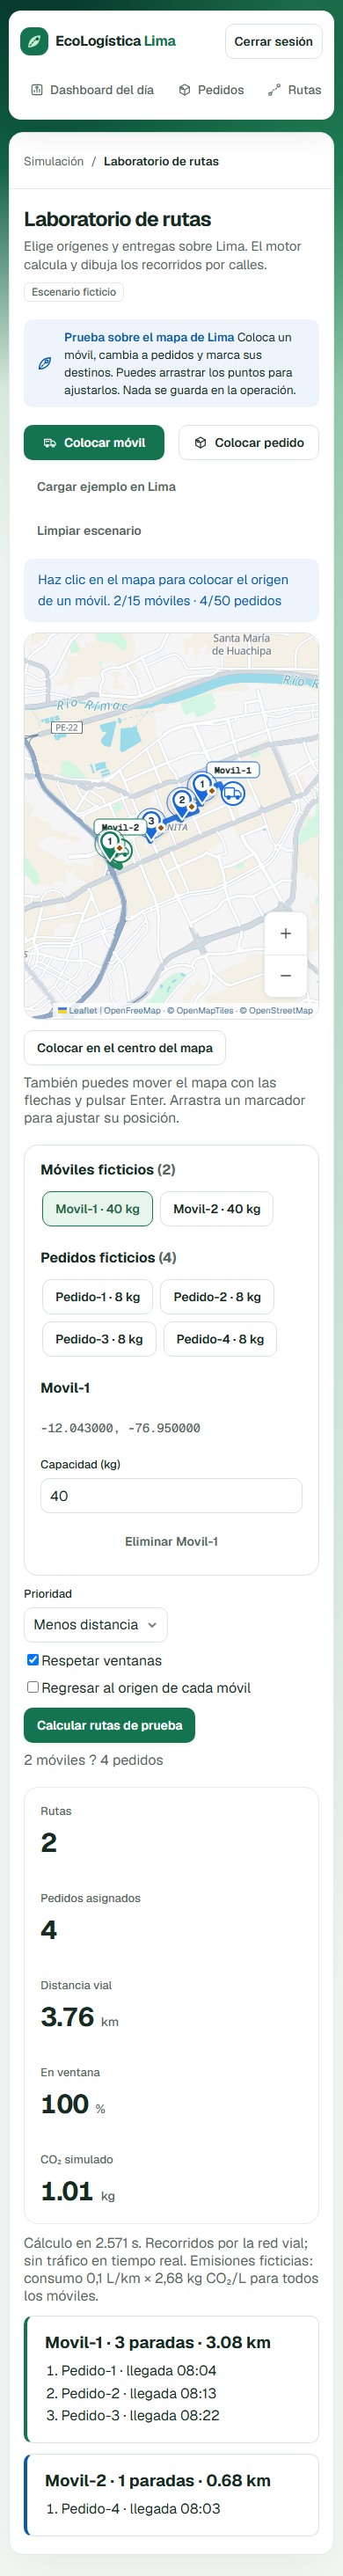 EcoLogística Lima
Cerrar sesión
Dashboard del día
Pedidos
Rutas
Simulación / Laboratorio de rutas
Laboratorio de rutas
Elige orígenes y entregas sobre Lima. El motor
calcula y dibuja los recorridos por calles.
Escenario ficticio
Prueba sobre el mapa de Lima Coloca un
móvil, cambia a pedidos y marca sus
destinos. Puedes arrastrar los puntos para
ajustarlos. Nada se guarda en la operación.
Colocar móvil
Colocar pedido
Cargar ejemplo en Lima
Limpiar escenario
Haz clic en el mapa para colocar el origen
de un móvil. 2/15 móviles · 4/50 pedidos
Santa María
de Huachipa
Río Rímac
Río R
PE-22
Movil-1
1
2
3
Movil-2
NITA
1
+
−
Leaflet | OpenFreeMap · © OpenMapTiles · © OpenStreetMap
Colocar en el centro del mapa
También puedes mover el mapa con las
flechas y pulsar Enter. Arrastra un marcador
para ajustar su posición.
Móviles ficticios (2)
Movil-1 · 40 kg
Movil-2 · 40 kg
Pedidos ficticios (4)
Pedido-1 · 8 kg
Pedido-2 · 8 kg
Pedido-3 · 8 kg
Pedido-4 · 8 kg
Movil-1
-12.043000, -76.950000
Capacidad (kg)
40
Eliminar Movil-1
Prioridad
Menos distancia
Respetar ventanas
Regresar al origen de cada móvil
Calcular rutas de prueba
2 móviles ? 4 pedidos
Rutas
2
Pedidos asignados
4
Distancia vial
3.76 km
En ventana
100 %
CO₂ simulado
1.01 kg
Cálculo en 2.571 s. Recorridos por la red vial;
sin tráfico en tiempo real. Emisiones ficticias:
consumo 0,1 L/km × 2,68 kg CO₂/L para todos
los móviles.
Movil-1 · 3 paradas · 3.08 km
1. Pedido-1 · llegada 08:04
2. Pedido-2 · llegada 08:13
3. Pedido-3 · llegada 08:22
Movil-2 · 1 paradas · 0.68 km
1. Pedido-4 · llegada 08:03